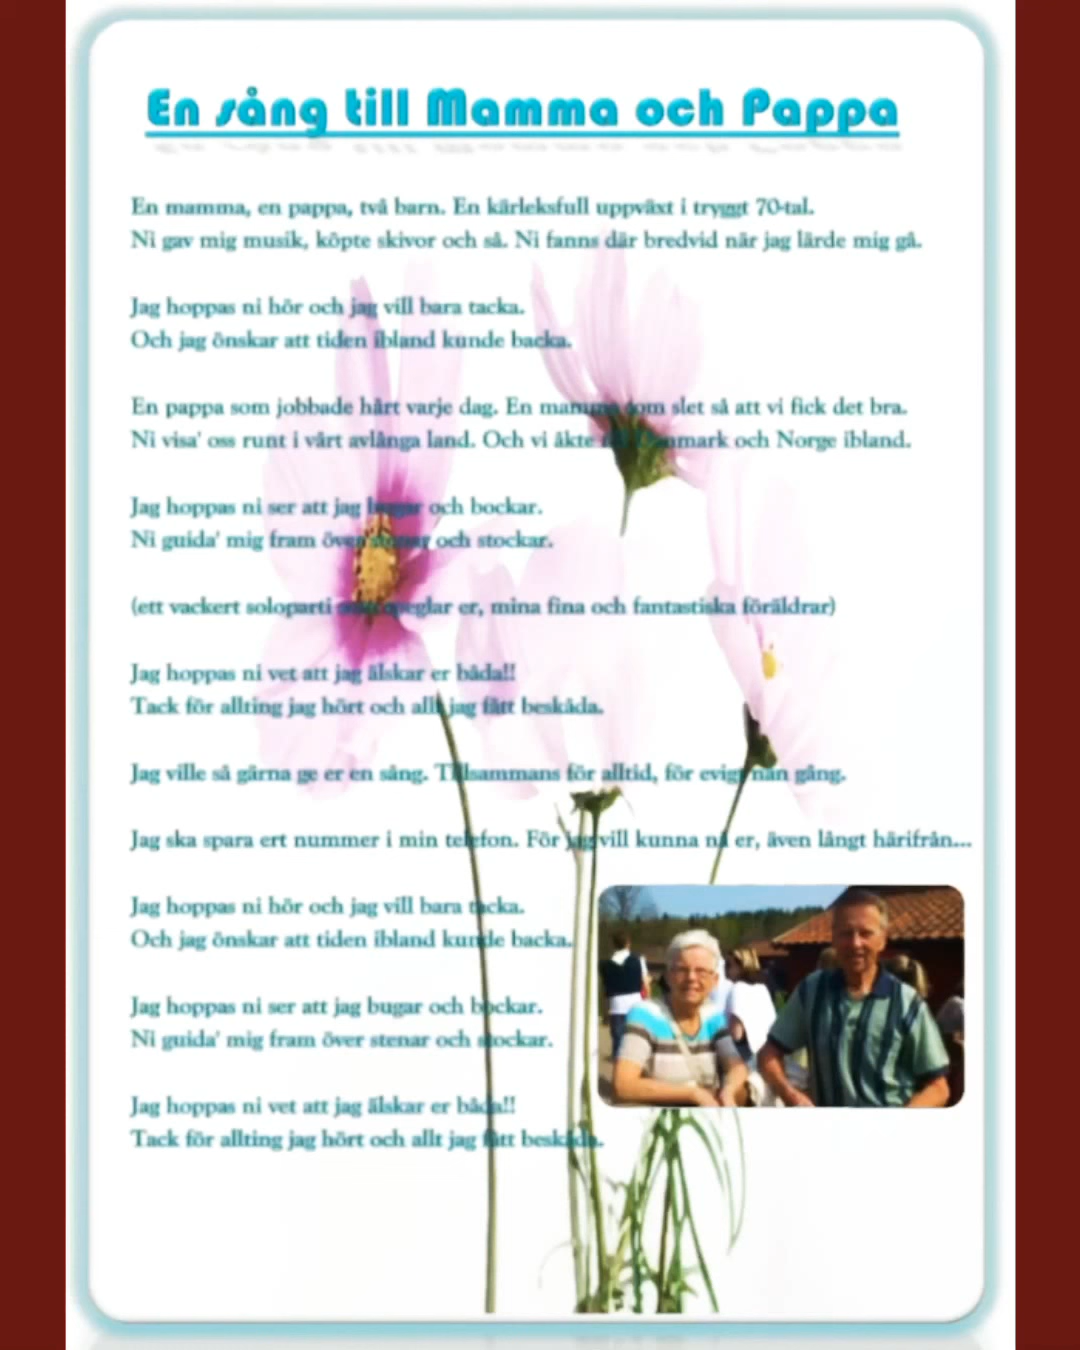 En sång till Mamma och Pappa
En mamma, en pappa, två barn. En kärleksfull uppväxt i tryggt 70-tal.
Ni gav mig musik, köpte skivor och så. Ni fanns där bredvid när jag lärde mig gå.
Jag hoppas ni hör och jag vill bara tacka.
Och jag önskar att tiden ibland kunde backa.
En pappa som jobbade hårt varje dag. En mamma som slet så att vi fick det bra.
Ni visa' oss runt i vårt avlånga land. Och vi åkte till Danmark och Norge ibland.
Jag hoppas ni ser att jag bugar och bockar.
Ni guida' mig fram över stenar och stockar.
(ett vackert soloparti som speglar er, mina fina och fantastiska föräldrar)
Jag hoppas ni vet att jag älskar er båda!!
Tack för allting jag hört och allt jag fått beskåda.
Jag ville så gärna ge er en sång. Tillsammans för alltid, för evigt nån gång.
Jag ska spara ert nummer i min telefon. För jag vill kunna nå er, även långt härifrån...
Jag hoppas ni hör och jag vill bara tacka.
Och jag önskar att tiden ibland kunde backa.
Jag hoppas ni ser att jag bugar och bockar.
Ni guida' mig fram över stenar och stockar.
Jag hoppas ni vet att jag älskar er båda!!
Tack för allting jag hört och allt jag fått beskåda.